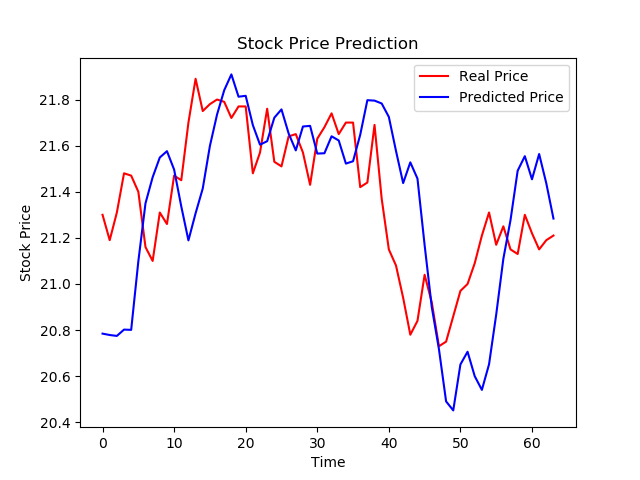 Stock Price Prediction
Real Price
Predicted Price
Stock Price
21.8
21.6
21.4
21.2
21.0
20.8
20.6
20.4
0 10 20 30 40 50 60
Time